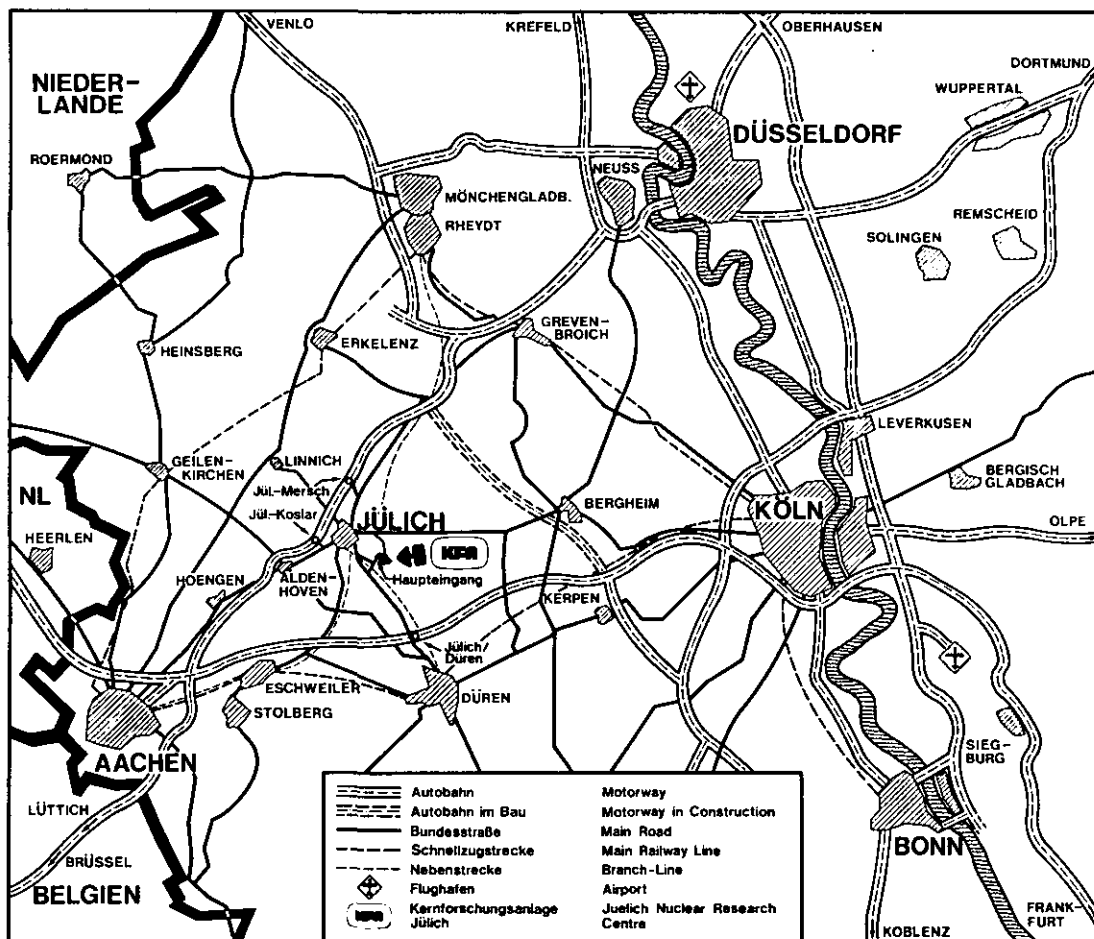 VENLO
KREFELD
OBERHAUSEN
DORTMUND
NIEDER-
LANDE
WUPPERTAL
DÜSSELDORF
ROERMOND
NEUSS
MÖNCHENGLADB.
RHEYDT
REMSCHEID
SOLINGEN
GREVEN-
BROICH
ERKELENZ
HEINSBERG
LEVERKUSEN
GEILEN-
KIRCHEN
LINNICH
BERGISCH
GLADBACH
NL
Jül.-Mersch
BERGHEIM
KÖLN
Jül.-Koslar
JÜLICH
OLPE
HEERLEN
KFA
HOENGEN
ALDEN-
HOVEN
Haupteingang
KERPEN
Jülich/
Düren
ESCHWEILER
DÜREN
STOLBERG
SIEG-
BURG
AACHEN
LÜTTICH
BONN
BRÜSSEL
BELGIEN
FRANK-
FURT
KOBLENZ
Autobahn Motorway
Autobahn im Bau Motorway in Construction
Bundesstraße Main Road
Schnellzugstrecke Main Railway Line
Nebenstrecke Branch-Line
Flughafen Airport
KFA Kernforschungsanlage Juelich Nuclear Research
Jülich Centre